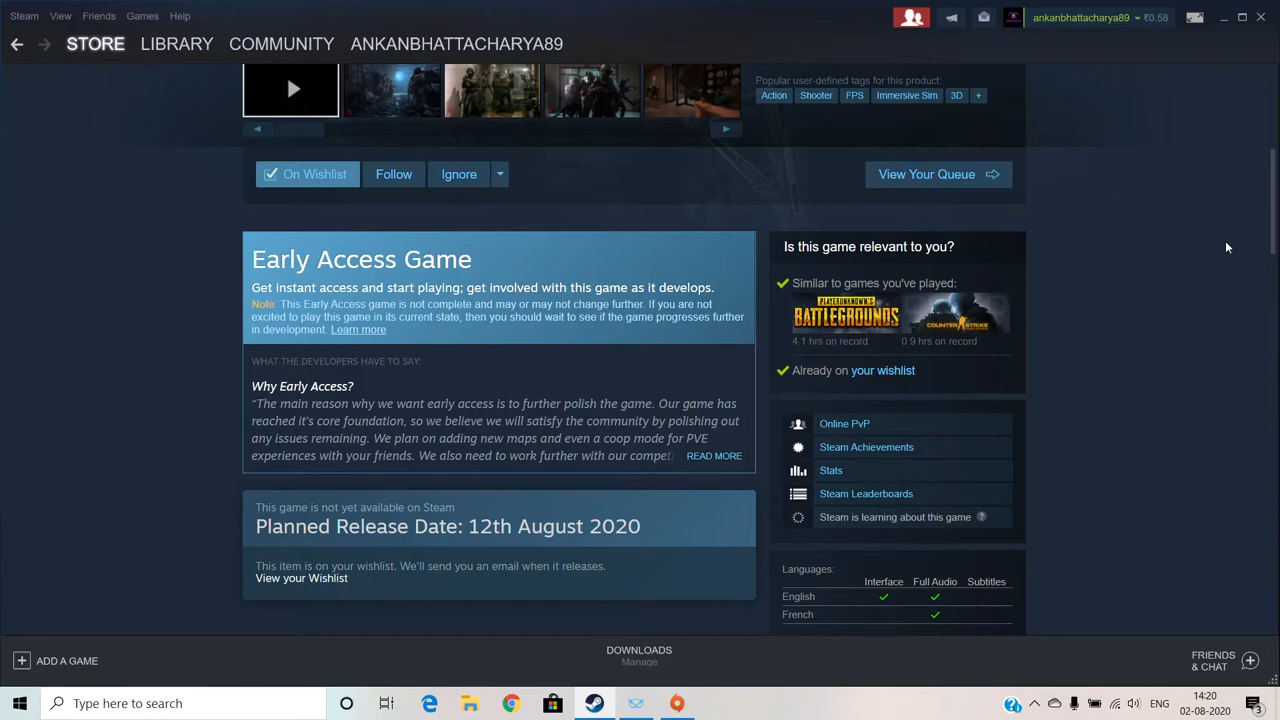 Steam View Friends Games Help
ankanbhattacharya89 ₹0.58
STORE LIBRARY COMMUNITY ANKANBHATTACHARYA89
Popular user-defined tags for this product:
Action Shooter FPS Immersive Sim 3D +
On Wishlist Follow Ignore View Your Queue
Early Access Game
Get instant access and start playing; get involved with this game as it develops.
Note: This Early Access game is not complete and may or may not change further. If you are not
excited to play this game in its current state, then you should wait to see if the game progresses further
in development. Learn more
WHAT THE DEVELOPERS HAVE TO SAY:
Why Early Access?
“The main reason why we want early access is to further polish the game. Our game has
reached it's core foundation, so we believe we will satisfy the community by polishing out
any issues remaining. We plan on adding new maps and even a coop mode for PVE
experiences with your friends. We also need to work further with our competi READ MORE
This game is not yet available on Steam
Planned Release Date: 12th August 2020
This item is on your wishlist. We'll send you an email when it releases.
View your Wishlist
Is this game relevant to you?
Similar to games you've played:
PLAYERUNKNOWN'S
BATTLEGROUNDS
COUNTER STRIKE
4.1 hrs on record 0.9 hrs on record
Already on your wishlist
Online PvP
Steam Achievements
Stats
Steam Leaderboards
Steam is learning about this game ?
Languages:
Interface Full Audio Subtitles
English
French
ADD A GAME
DOWNLOADS
Manage
FRIENDS
& CHAT
Type here to search
ENG
14:20
02-08-2020
3